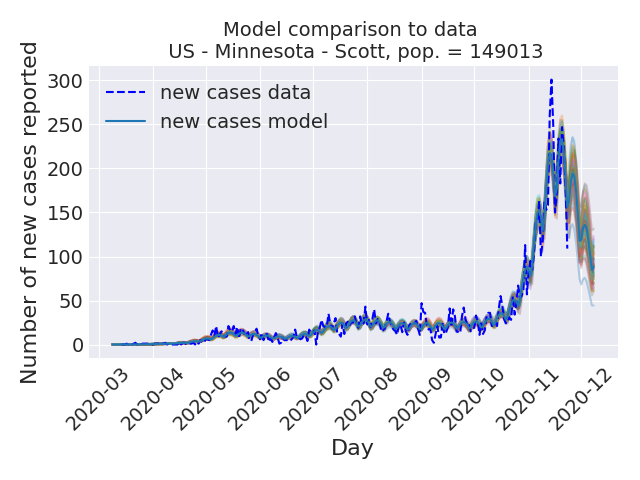 Model comparison to data
US - Minnesota - Scott, pop. = 149013
Number of new cases reported
300
250
200
150
100
50
0
new cases data
new cases model
2020-03
2020-04
2020-05
2020-06
2020-07
2020-08
2020-09
2020-10
2020-11
2020-12
Day